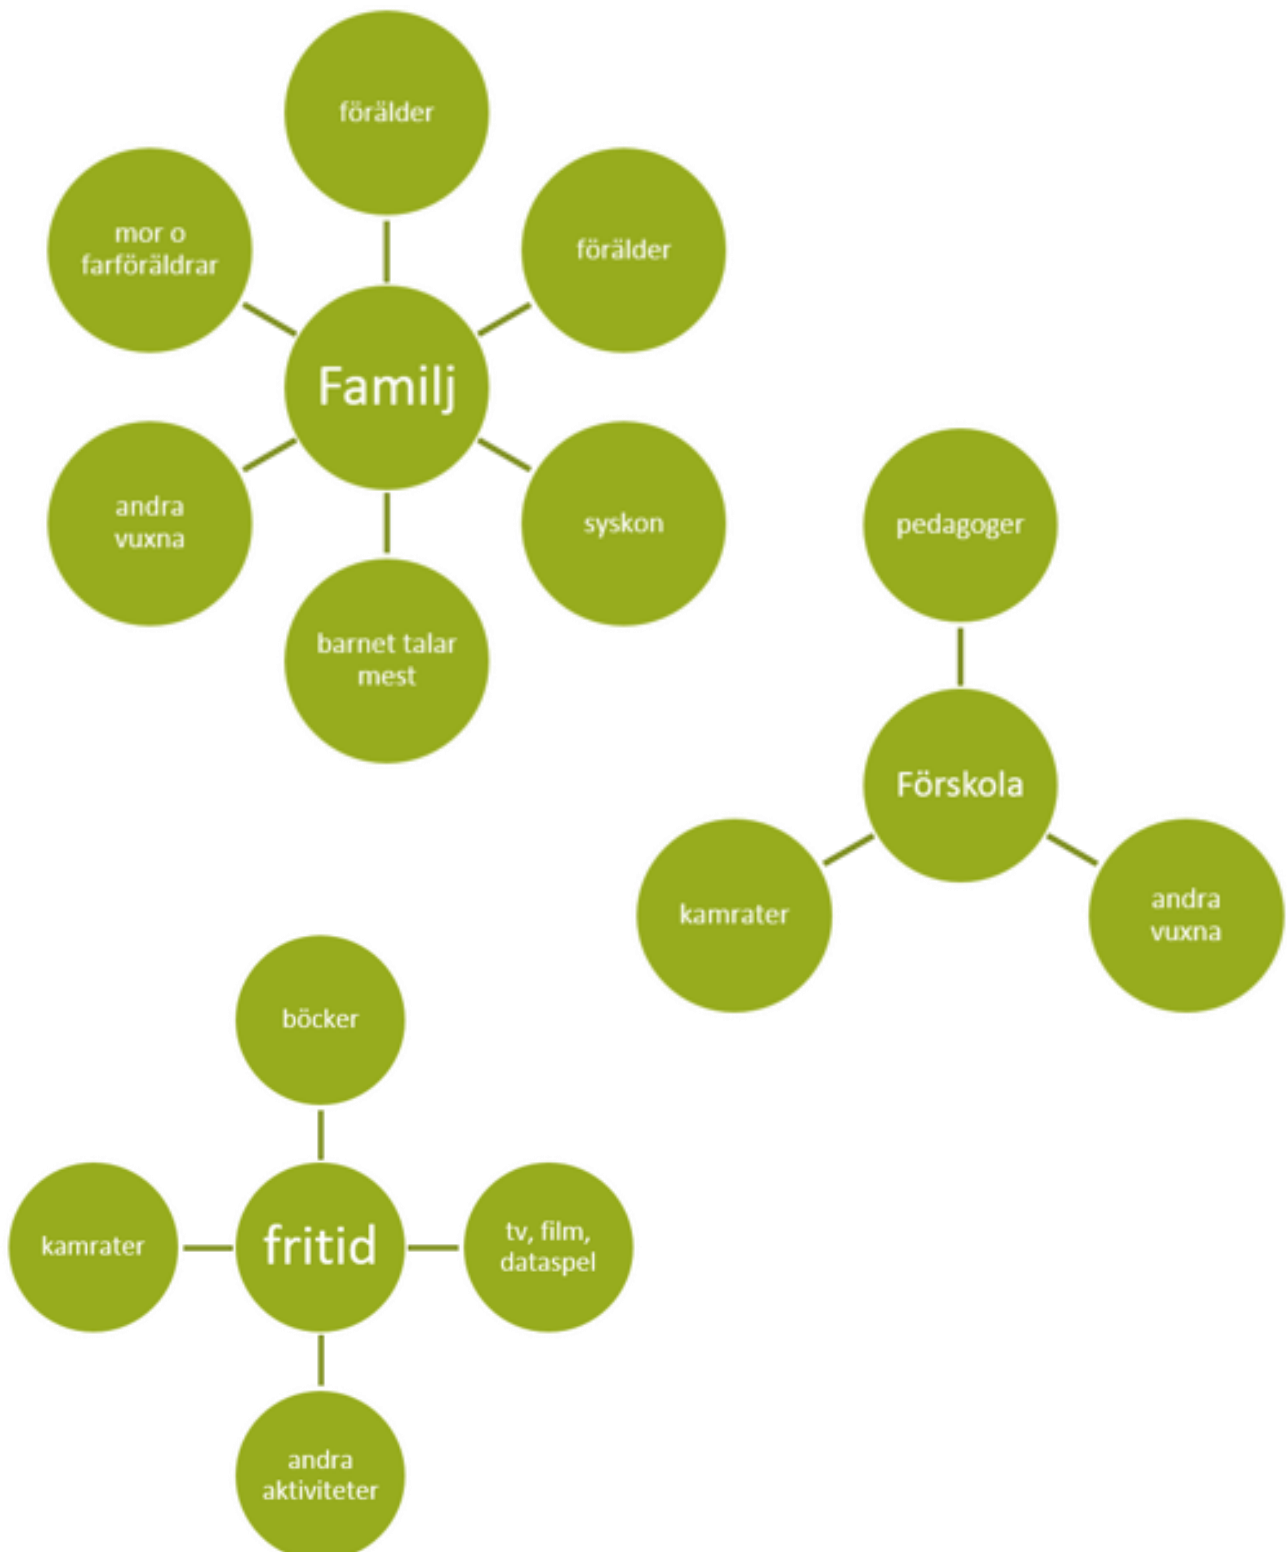 förälder
mor o
farföräldrar
förälder
Familj
andra
vuxna
syskon
barnet talar
mest
pedagoger
Förskola
kamrater
andra
vuxna
böcker
kamrater
fritid
tv, film,
dataspel
andra
aktiviteter